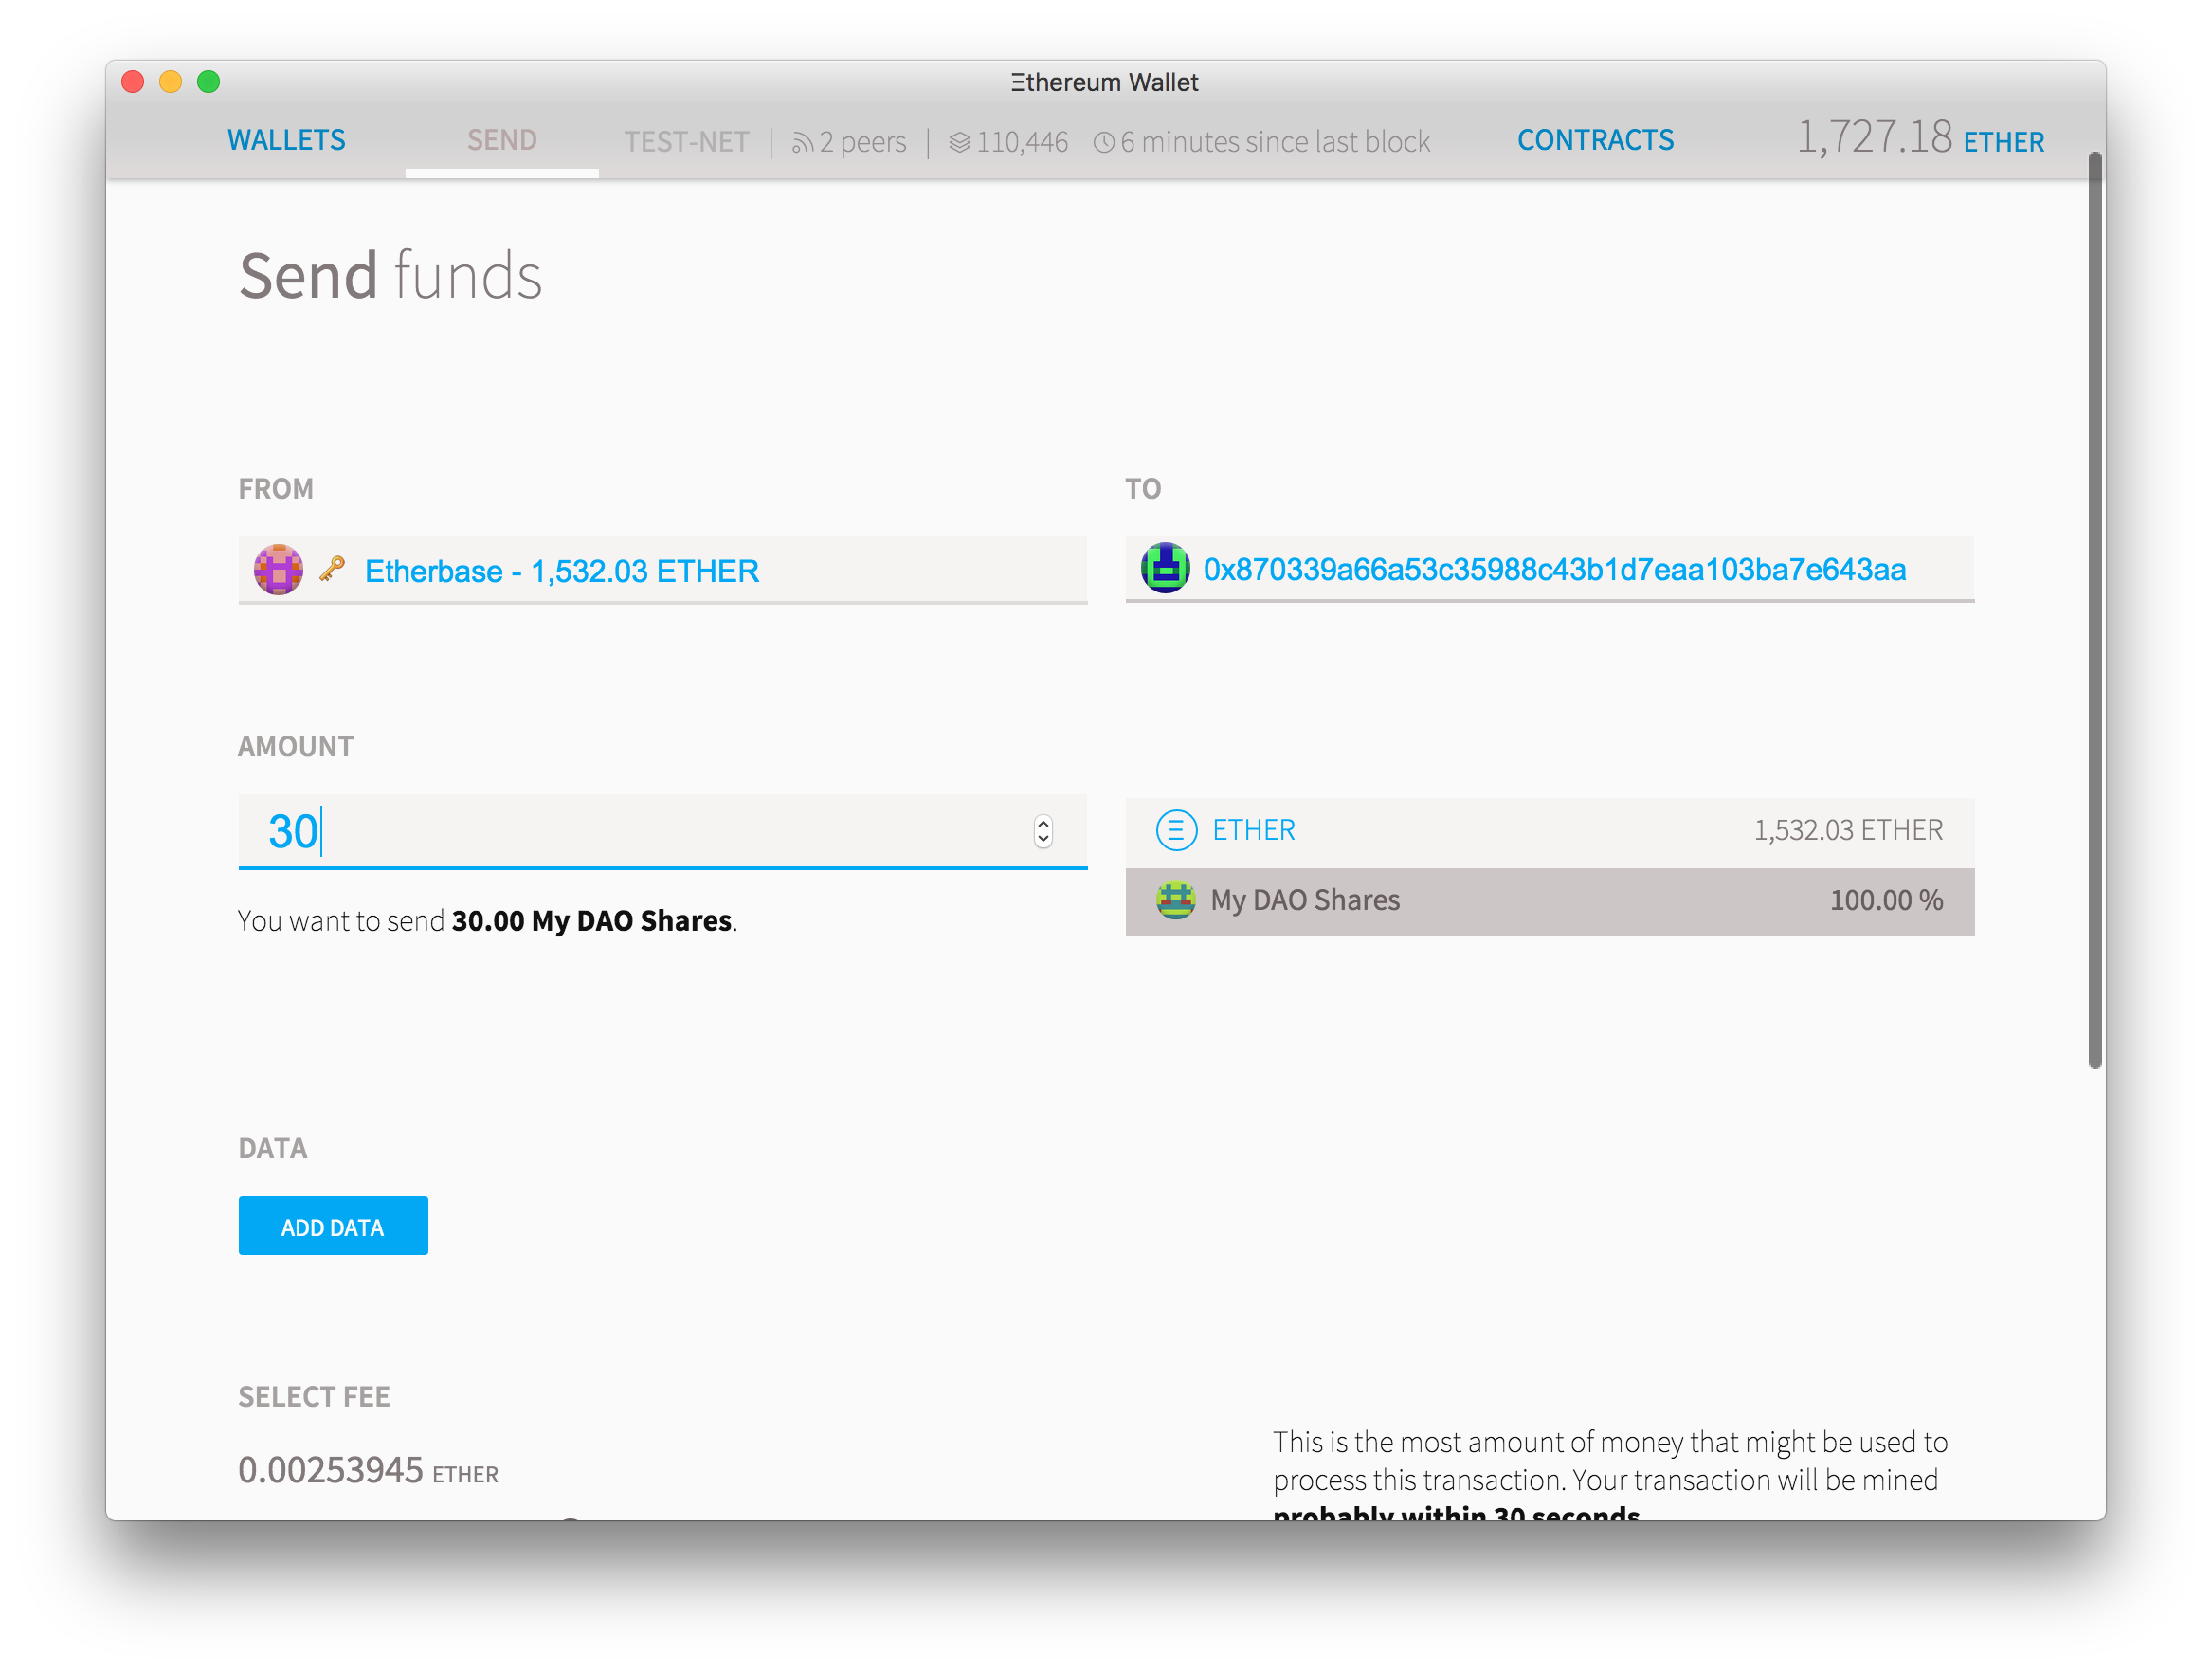 Ξthereum Wallet
WALLETS SEND TEST-NET | 2 peers | 110,446 6 minutes since last block CONTRACTS 1,727.18 ETHER
Send funds
FROM TO
Etherbase - 1,532.03 ETHER 0x870339a66a53c35988c43b1d7eaa103ba7e643aa
AMOUNT
30 ETHER 1,532.03 ETHER
You want to send 30.00 My DAO Shares. My DAO Shares 100.00 %
DATA
ADD DATA
SELECT FEE
0.00253945 ETHER
This is the most amount of money that might be used to
process this transaction. Your transaction will be mined
probably within 30 seconds